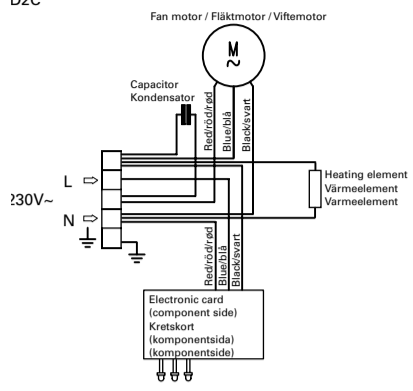 Fan motor / Fläktmotor / Viftemotor
M
~
Capacitor
Kondensator
Red/röd/rød
Blue/blå
Black/svart
L
230V~
N
Heating element
Värmeelement
Varmeelement
Red/röd/rød
Blue/blå
Black/svart
Electronic card
(component side)
Kretskort
(komponentsida)
(komponentside)